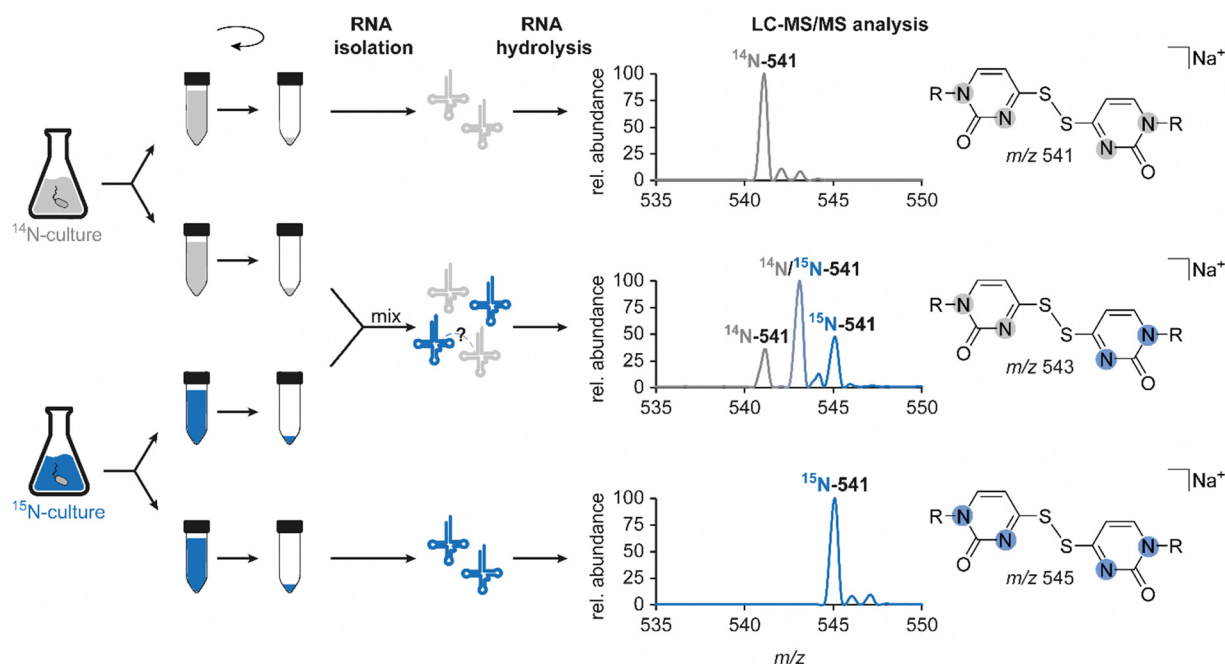 RNA
isolation
RNA
hydrolysis
LC-MS/MS analysis
¹⁴N-culture
rel. abundance
100
75
50
25
0
535
540
545
550
¹⁴N-541
Na⁺
R
N
O
N
S
S
N
N
R
O
m/z 541
mix
?
rel. abundance
100
75
50
25
0
535
540
545
550
¹⁴N/¹⁵N-541
¹⁴N-541
¹⁵N-541
Na⁺
R
N
O
N
S
S
N
N
R
O
m/z 543
¹⁵N-culture
rel. abundance
100
75
50
25
0
535
540
545
550
m/z
¹⁵N-541
Na⁺
R
N
O
N
S
S
N
N
R
O
m/z 545